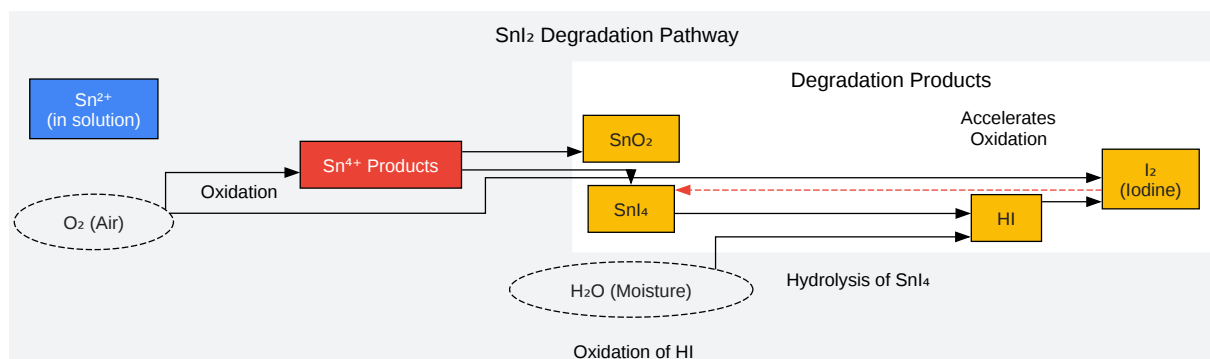 SnI₂ Degradation Pathway
Degradation Products
Sn²⁺
(in solution)
Accelerates
Oxidation
SnO₂
Sn⁴⁺ Products
I₂
(Iodine)
Oxidation
SnI₄
HI
O₂ (Air)
H₂O (Moisture)
Hydrolysis of SnI₄
Oxidation of HI